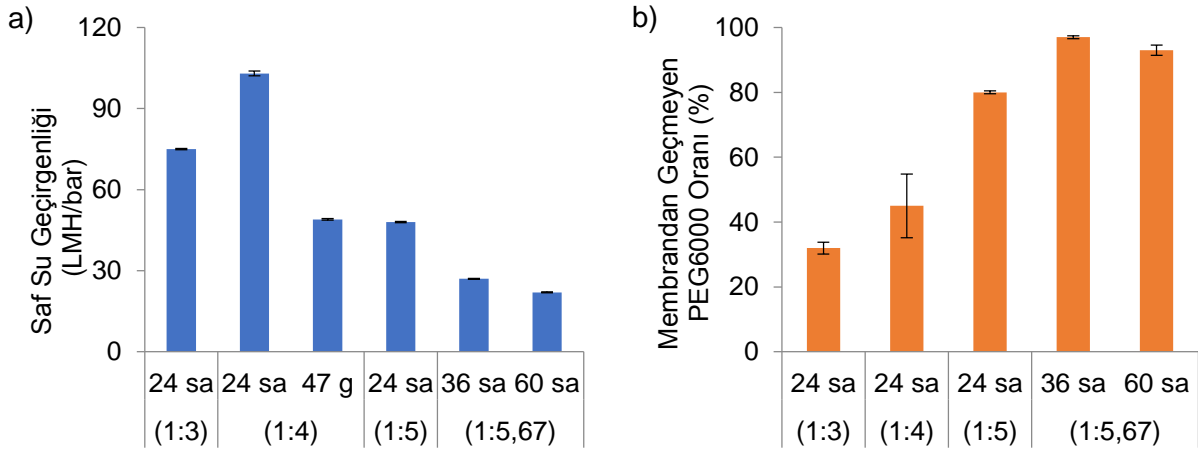 a)
Saf Su Geçirgenliği
(LMH/bar)
120
90
60
30
0
24 sa 24 sa 47 g 24 sa 36 sa 60 sa
(1:3) (1:4) (1:5) (1:5,67)
b)
Membrandan Geçmeyen
PEG6000 Oranı (%)
100
80
60
40
20
0
24 sa 24 sa 24 sa 36 sa 60 sa
(1:3) (1:4) (1:5) (1:5,67)